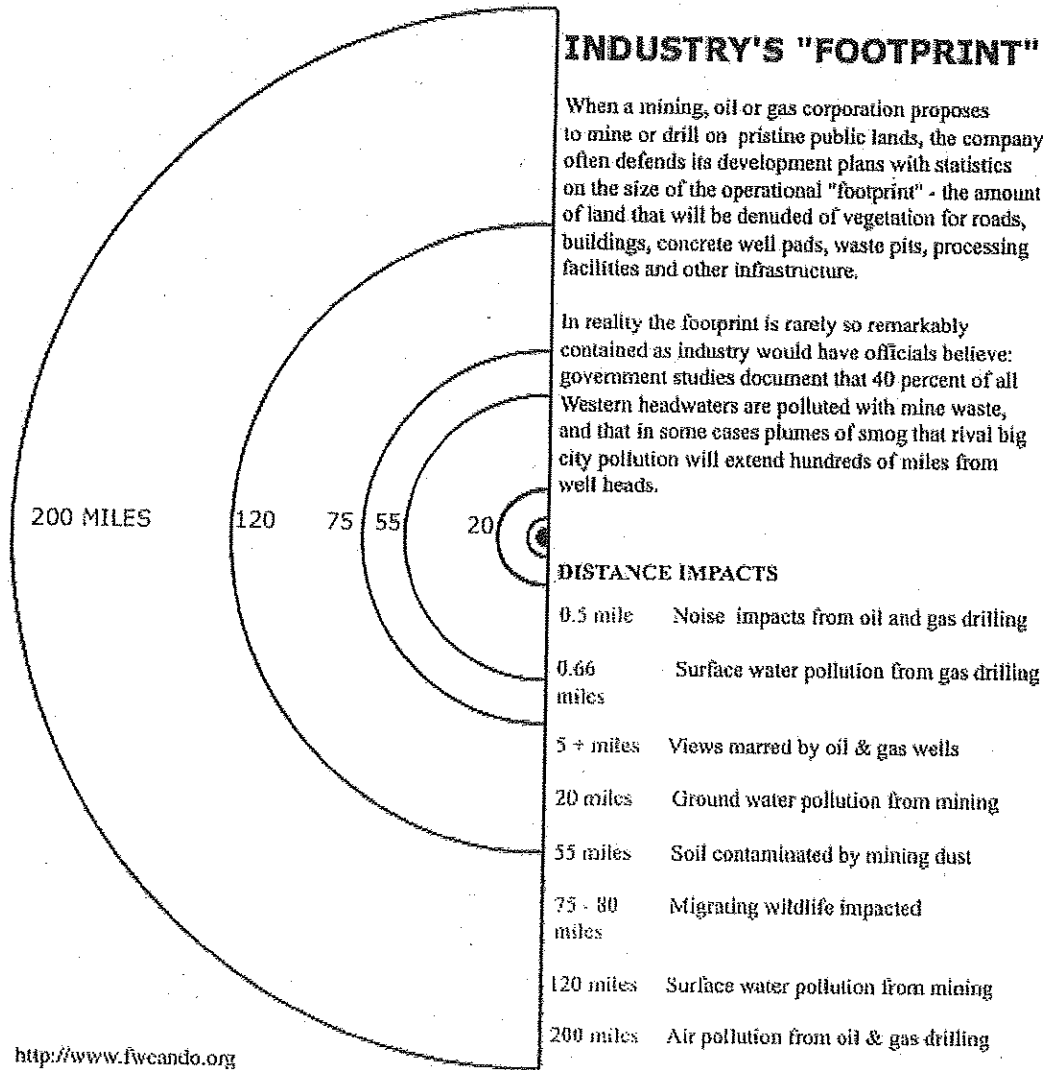 INDUSTRY'S "FOOTPRINT"
When a mining, oil or gas corporation proposes
to mine or drill on pristine public lands, the company
often defends its development plans with statistics
on the size of the operational "footprint" - the amount
of land that will be denuded of vegetation for roads,
buildings, concrete well pads, waste pits, processing
facilities and other infrastructure.
In reality the footprint is rarely so remarkably
contained as industry would have officials believe:
government studies document that 40 percent of all
Western headwaters are polluted with mine waste,
and that in some cases plumes of smog that rival big
city pollution will extend hundreds of miles from
well heads.
200 MILES 120 75 55 20
DISTANCE IMPACTS
0.5 mile Noise impacts from oil and gas drilling
0.66 Surface water pollution from gas drilling
miles
5 + miles Views marred by oil & gas wells
20 miles Ground water pollution from mining
55 miles Soil contaminated by mining dust
75 - 80 Migrating wildlife impacted
miles
120 miles Surface water pollution from mining
200 miles Air pollution from oil & gas drilling
http://www.fwcando.org